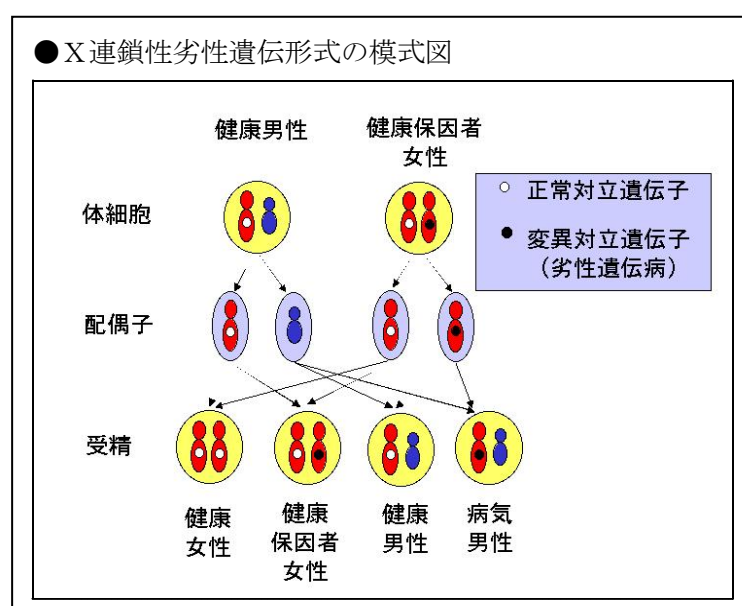 ●X連鎖性劣性遺伝形式の模式図
健康男性
健康保因者
女性
体細胞
正常対立遺伝子
変異対立遺伝子
(劣性遺伝病)
配偶子
受精
健康
女性
健康
保因者
女性
健康
男性
病気
男性